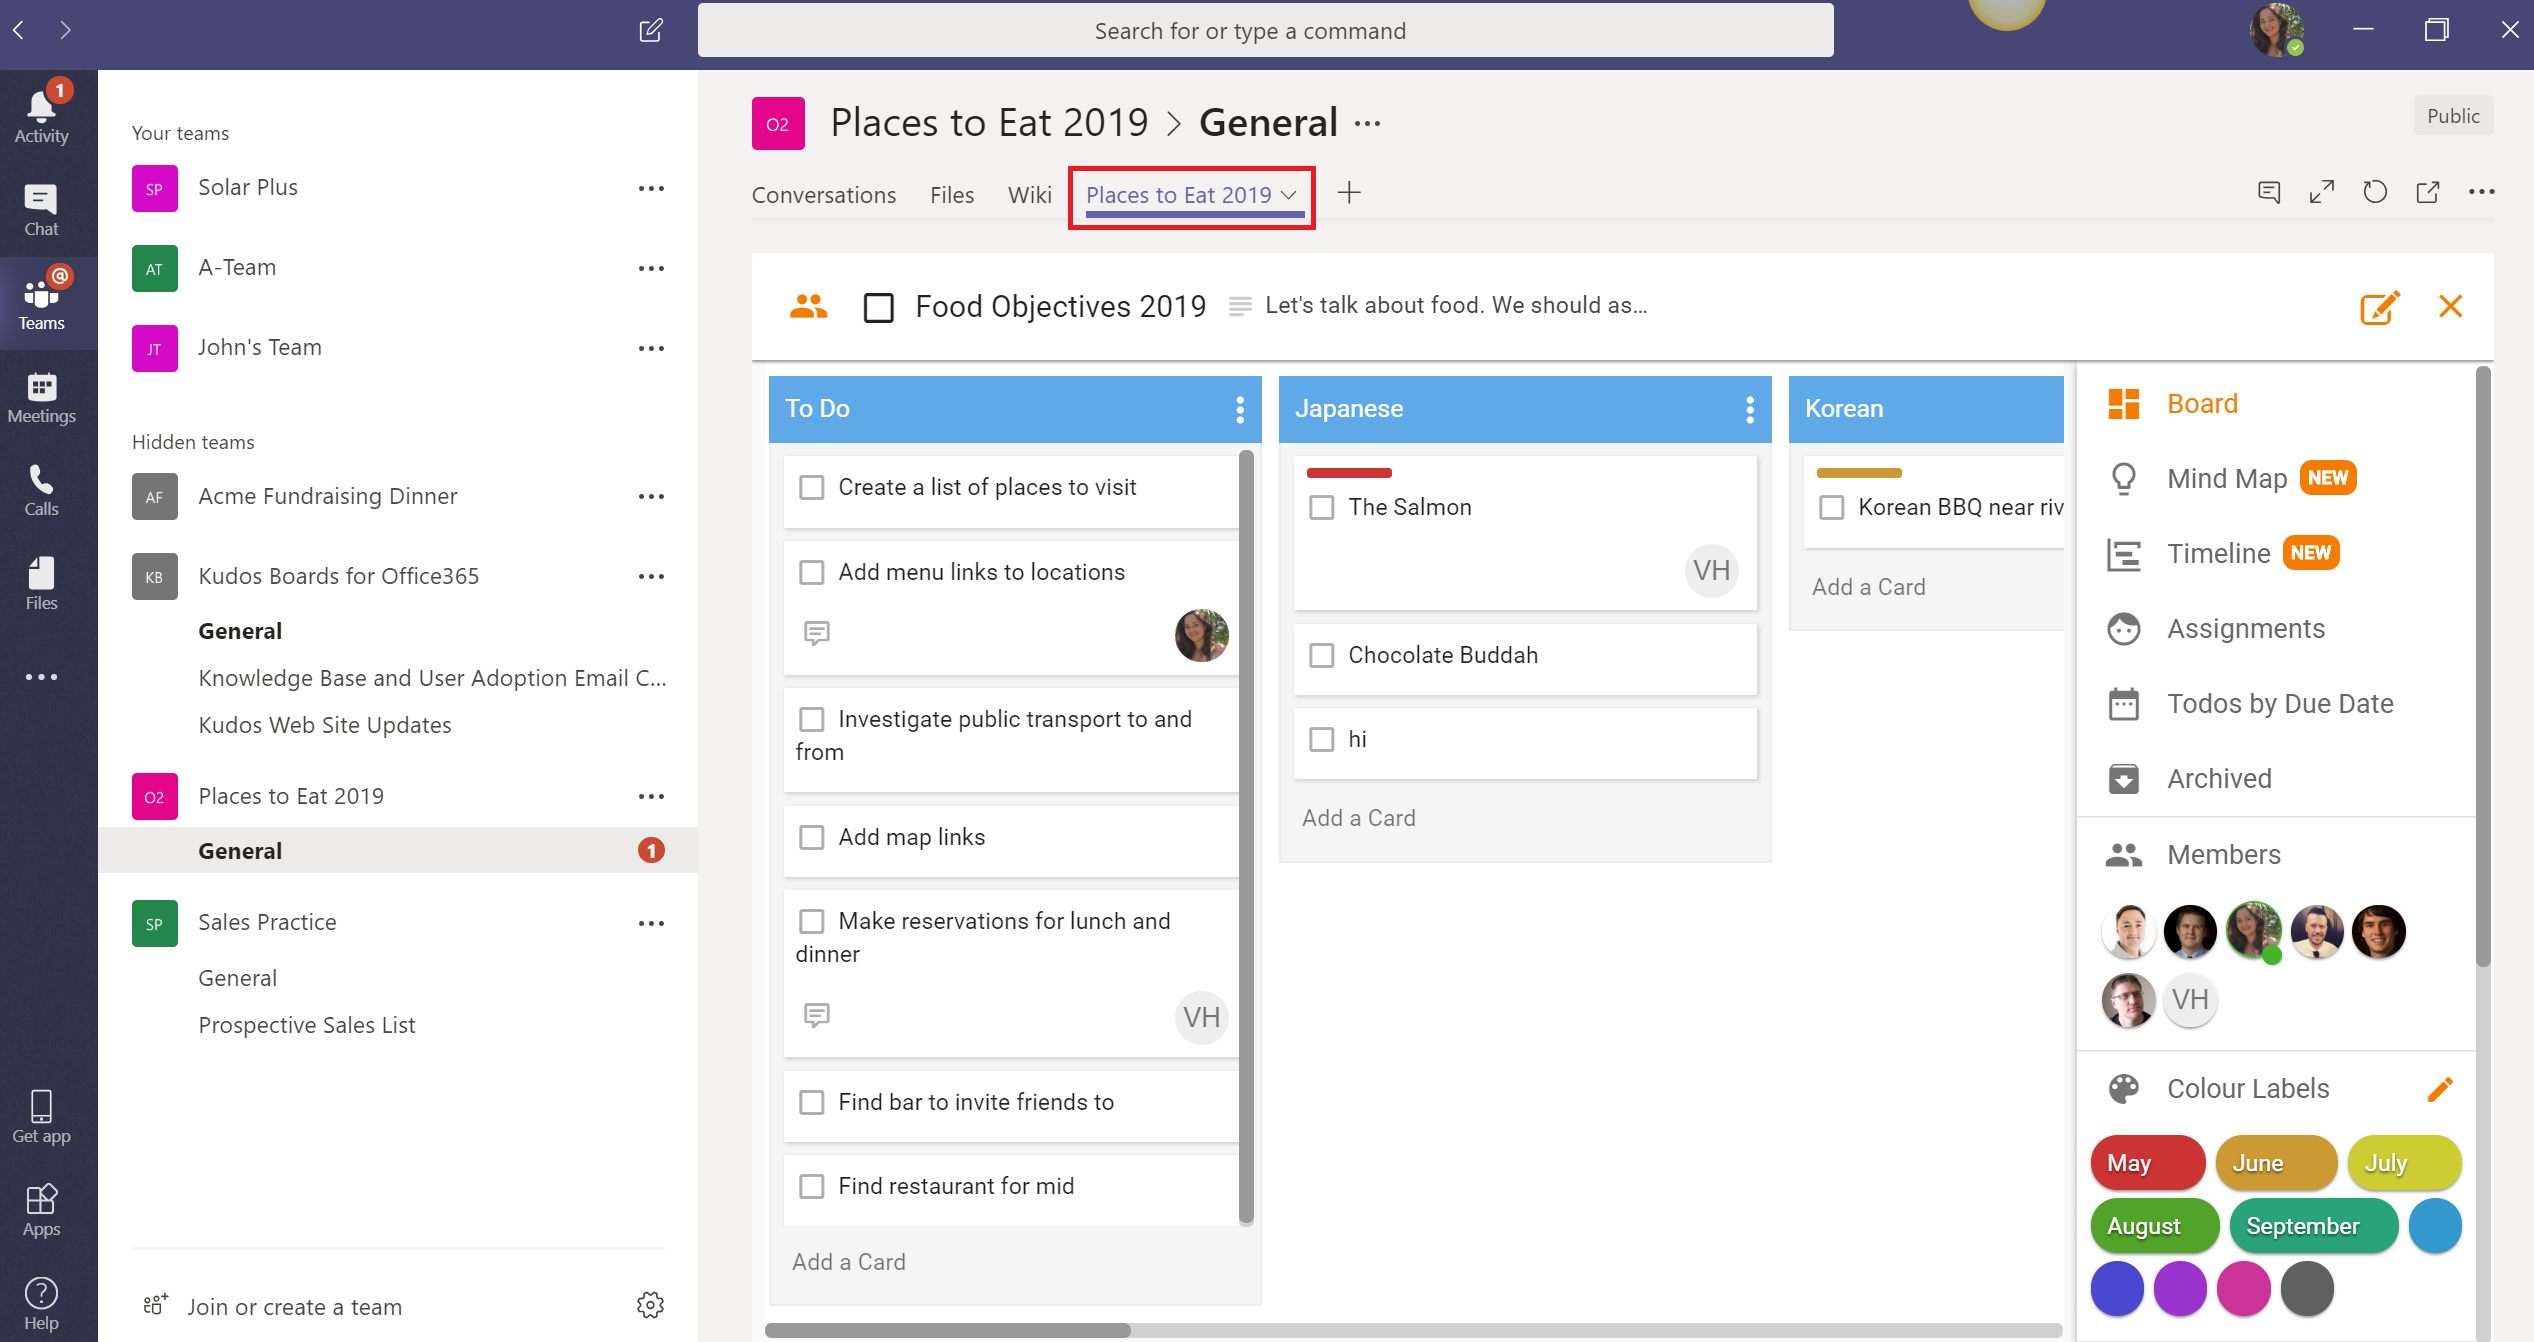 Search for or type a command
1
Activity
Chat
@
Teams
Meetings
Calls
Files
Get app
Apps
Help
Your teams
SP Solar Plus
AT A-Team
JT John's Team
Hidden teams
AF Acme Fundraising Dinner
KB Kudos Boards for Office365
General
Knowledge Base and User Adoption Email C...
Kudos Web Site Updates
O2 Places to Eat 2019
General 1
SP Sales Practice
General
Prospective Sales List
Join or create a team
O2 Places to Eat 2019 > General ...
Public
Conversations Files Wiki Places to Eat 2019
Food Objectives 2019 Let's talk about food. We should as...
To Do
Create a list of places to visit
Add menu links to locations
Investigate public transport to and
from
Add map links
Make reservations for lunch and
dinner
VH
Find bar to invite friends to
Find restaurant for mid
Add a Card
Japanese
The Salmon
VH
Chocolate Buddah
hi
Add a Card
Korean
Korean BBQ near riv
Add a Card
Board
Mind Map NEW
Timeline NEW
Assignments
Todos by Due Date
Archived
Members
VH
Colour Labels
May June July
August September